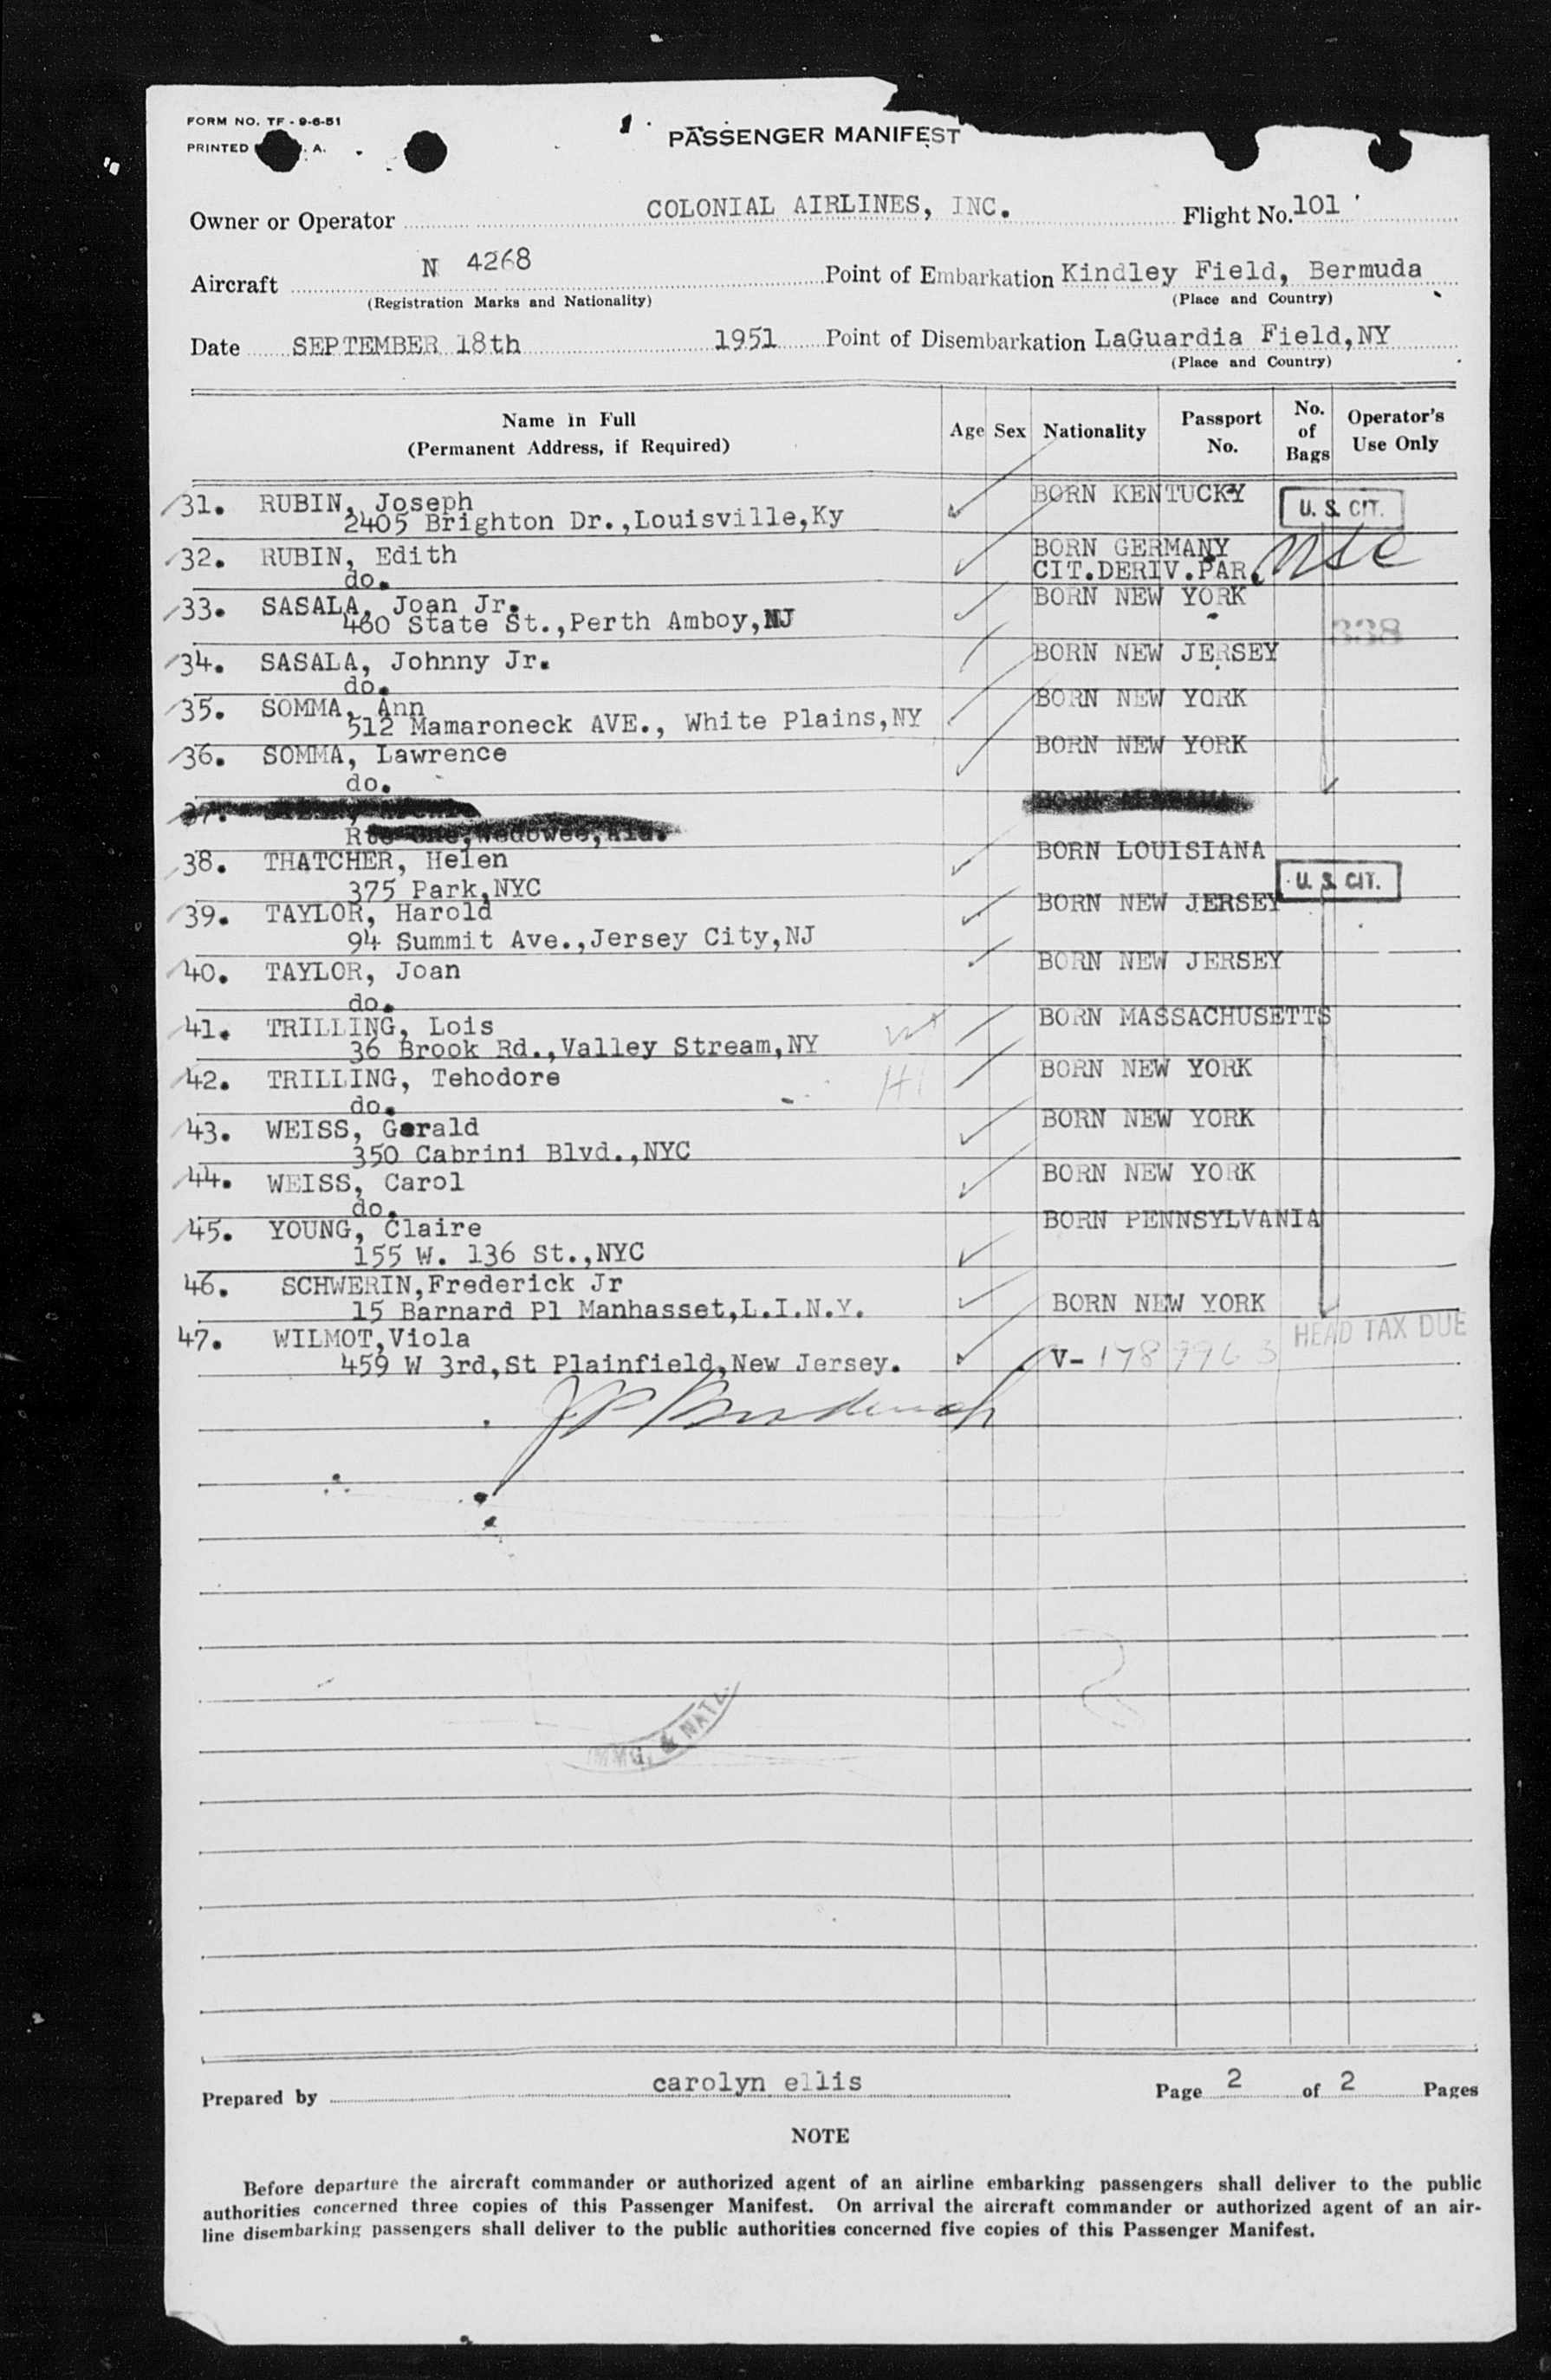 FORM NO. TF - 9-6-51
PRINTED . A.
PASSENGER MANIFEST
Owner or Operator COLONIAL AIRLINES, INC. Flight No. 101
Aircraft N 4268 Point of Embarkation Kindley Field, Bermuda
(Registration Marks and Nationality) (Place and Country)
Date SEPTEMBER 18th 1951 Point of Disembarkation LaGuardia Field,NY
(Place and Country)
Name in Full (Permanent Address, if Required) Age Sex Nationality Passport No. No. of Bags Operator's Use Only
31. RUBIN, Joseph BORN KENTUCKY U. S. CIT.
2405 Brighton Dr.,Louisville,Ky
32. RUBIN, Edith BORN GERMANY
do. CIT.DERIV.PAR.
33. SASALA, Joan Jr. BORN NEW YORK
460 State St.,Perth Amboy,NJ 338
34. SASALA, Johnny Jr. BORN NEW JERSEY
do.
35. SOMMA, Ann BORN NEW YORK
512 Mamaroneck AVE., White Plains,NY
36. SOMMA, Lawrence BORN NEW YORK
do.
37.
38. THATCHER, Helen BORN LOUISIANA
375 Park,NYC U. S. CIT.
39. TAYLOR, Harold BORN NEW JERSEY
94 Summit Ave.,Jersey City,NJ
40. TAYLOR, Joan BORN NEW JERSEY
do.
41. TRILLING, Lois BORN MASSACHUSETTS
36 Brook Rd.,Valley Stream,NY
42. TRILLING, Tehodore BORN NEW YORK
do.
43. WEISS, Gerald BORN NEW YORK
350 Cabrini Blvd.,NYC
44. WEISS, Carol BORN NEW YORK
do.
45. YOUNG, Claire BORN PENNSYLVANIA
155 W. 136 St.,NYC
46. SCHWERIN,Frederick Jr
15 Barnard Pl Manhasset,L.I.N.Y. BORN NEW YORK
47. WILMOT,Viola HEAD TAX DUE
459 W 3rd,St Plainfield,New Jersey. V- 1789963
IMMG. & NATZ.
Prepared by carolyn ellis Page 2 of 2 Pages
NOTE
Before departure the aircraft commander or authorized agent of an airline embarking passengers shall deliver to the public
authorities concerned three copies of this Passenger Manifest. On arrival the aircraft commander or authorized agent of an air-
line disembarking passengers shall deliver to the public authorities concerned five copies of this Passenger Manifest.